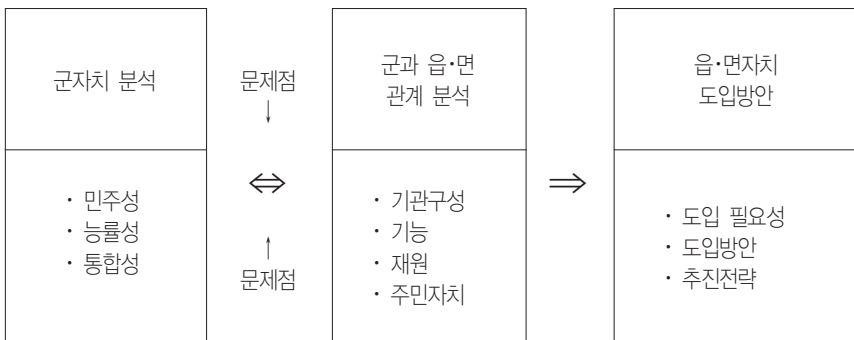 군자치 분석
· 민주성
· 능률성
· 통합성
문제점
↓
⇔
↑
문제점
군과 읍·면
관계 분석
· 기관구성
· 기능
· 재원
· 주민자치
⇒
읍·면자치
도입방안
· 도입 필요성
· 도입방안
· 추진전략